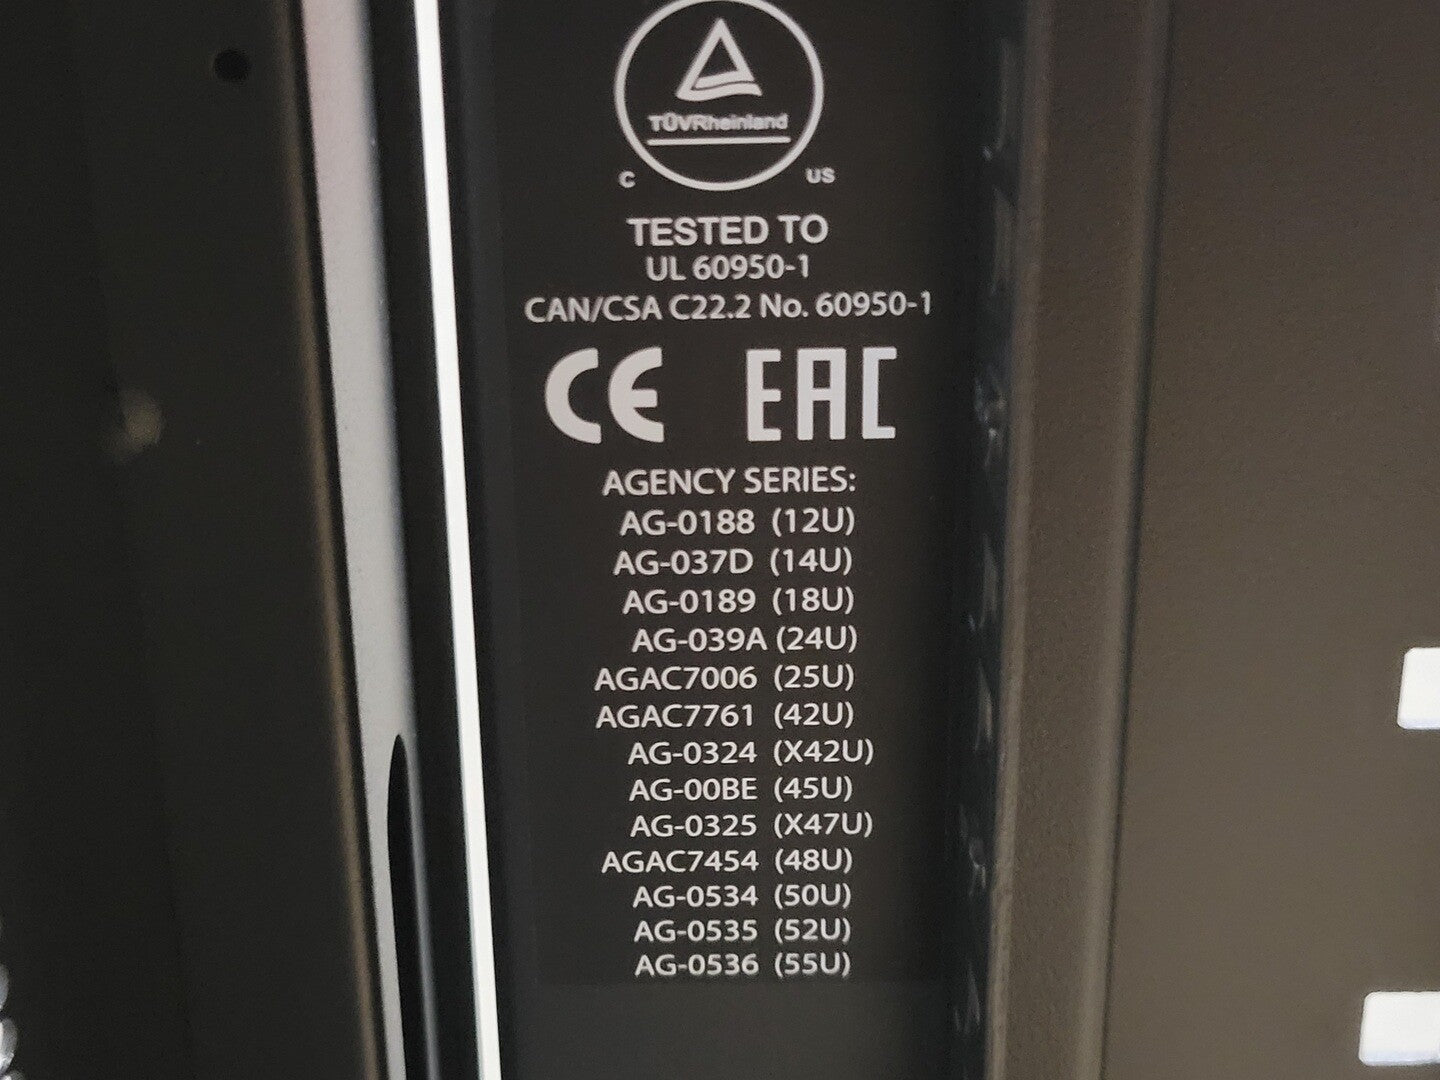 TÜVRheinland
C US
TESTED TO
UL 60950-1
CAN/CSA C22.2 No. 60950-1
CE EAC
AGENCY SERIES:
AG-0188 (12U)
AG-037D (14U)
AG-0189 (18U)
AG-039A (24U)
AGAC7006 (25U)
AGAC7761 (42U)
AG-0324 (X42U)
AG-00BE (45U)
AG-0325 (X47U)
AGAC7454 (48U)
AG-0534 (50U)
AG-0535 (52U)
AG-0536 (55U)